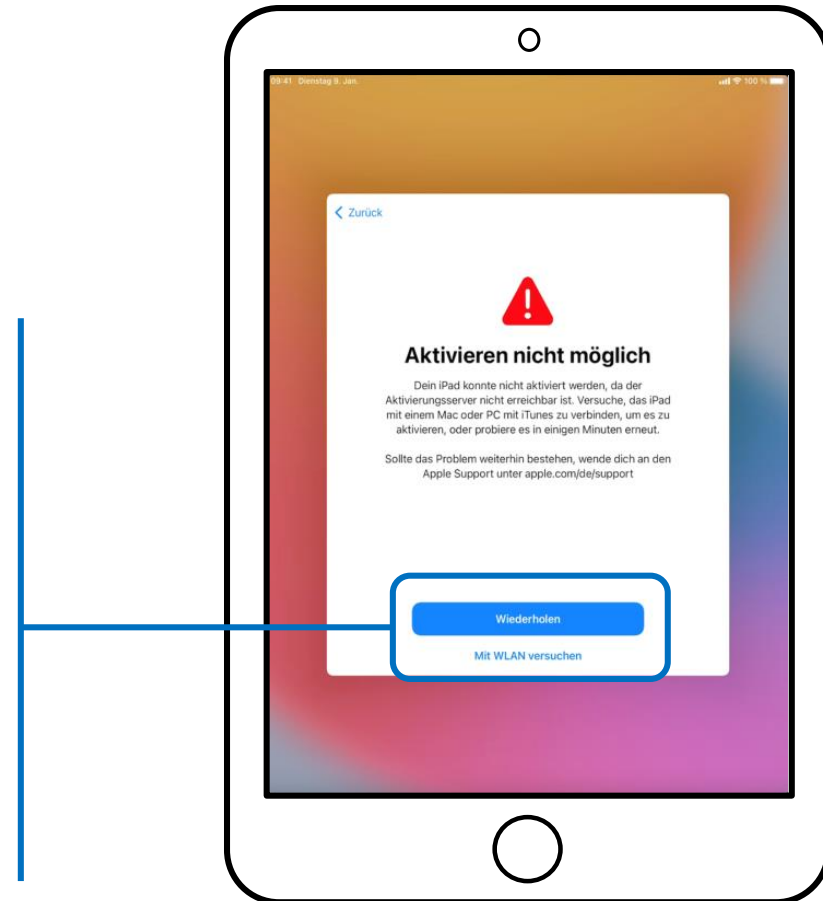 09:41 Dienstag 9. Jan. 100 %
Zurück
Aktivieren nicht möglich
Dein iPad konnte nicht aktiviert werden, da der
Aktivierungsserver nicht erreichbar ist. Versuche, das iPad
mit einem Mac oder PC mit iTunes zu verbinden, um es zu
aktivieren, oder probiere es in einigen Minuten erneut.
Sollte das Problem weiterhin bestehen, wende dich an den
Apple Support unter apple.com/de/support
Wiederholen
Mit WLAN versuchen